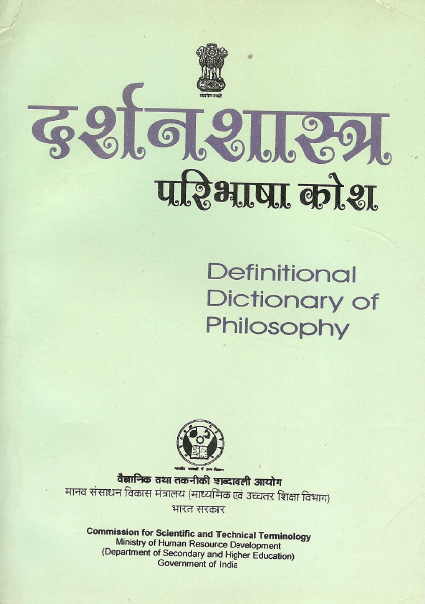 दर्शनशास्त्र
परिभाषा कोश
Definitional
Dictionary of
Philosophy
वैज्ञानिक तथा तकनीकी शब्दावली आयोग
मानव संसाधन विकास मंत्रालय (माध्यमिक एवं उच्चतर शिक्षा विभाग)
भारत सरकार
Commission for Scientific and Technical Terminology
Ministry of Human Resource Development
(Department of Secondary and Higher Education)
Government of India